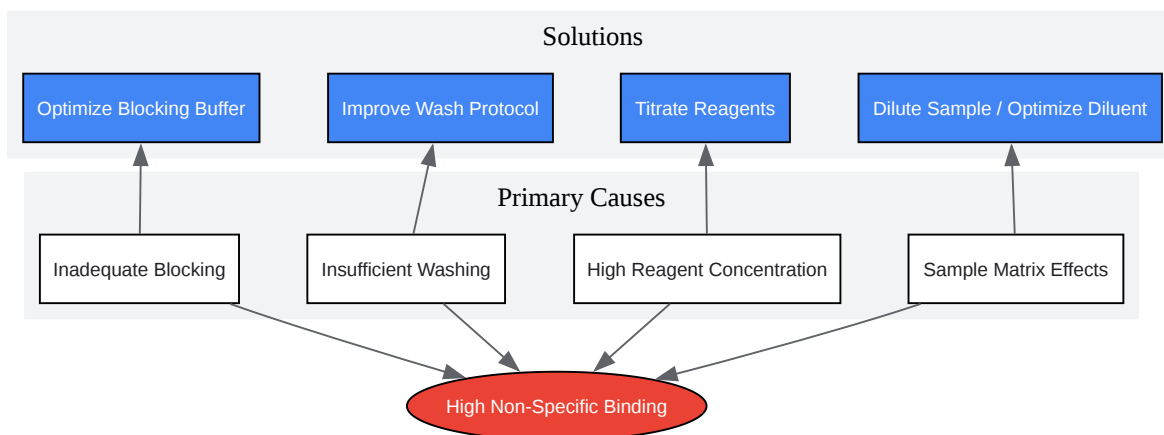 Solutions
Optimize Blocking Buffer
Improve Wash Protocol
Titrate Reagents
Dilute Sample / Optimize Diluent
Primary Causes
Inadequate Blocking
Insufficient Washing
High Reagent Concentration
Sample Matrix Effects
High Non-Specific Binding